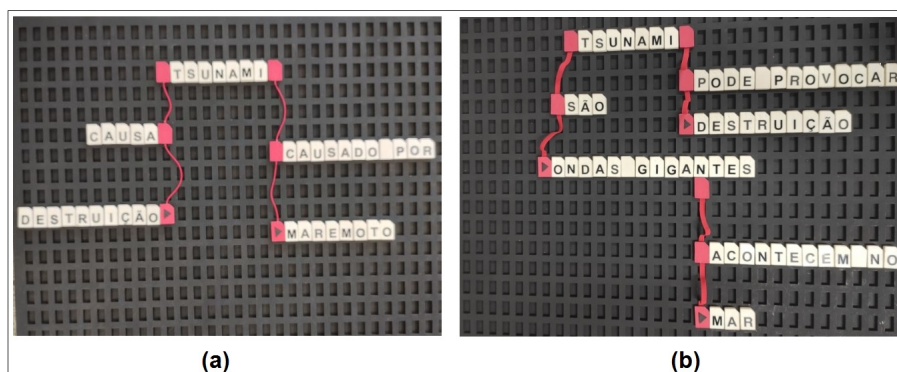 TSUNAMI
CAUSA
CAUSADO POR
DESTRUIÇÃO
MAREMOTO
(a)
TSUNAMI
PODE PROVOCAR
SÃO
DESTRUIÇÃO
ONDAS GIGANTES
ACONTECEM NO
MAR
(b)